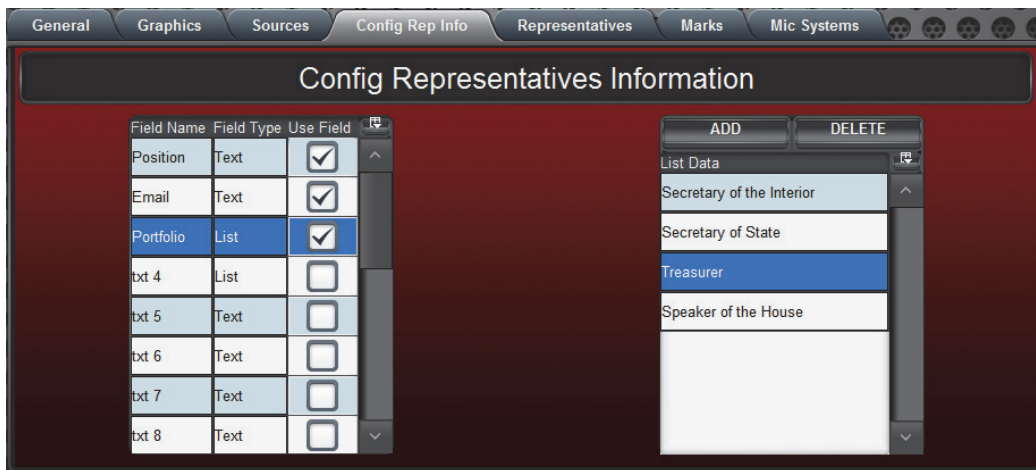 General Graphics Sources Config Rep Info Representatives Marks Mic Systems
Config Representatives Information
Field Name Field Type Use Field
Position Text
Email Text
Portfolio List
txt 4 List
txt 5 Text
txt 6 Text
txt 7 Text
txt 8 Text
ADD DELETE
List Data
Secretary of the Interior
Secretary of State
Treasurer
Speaker of the House